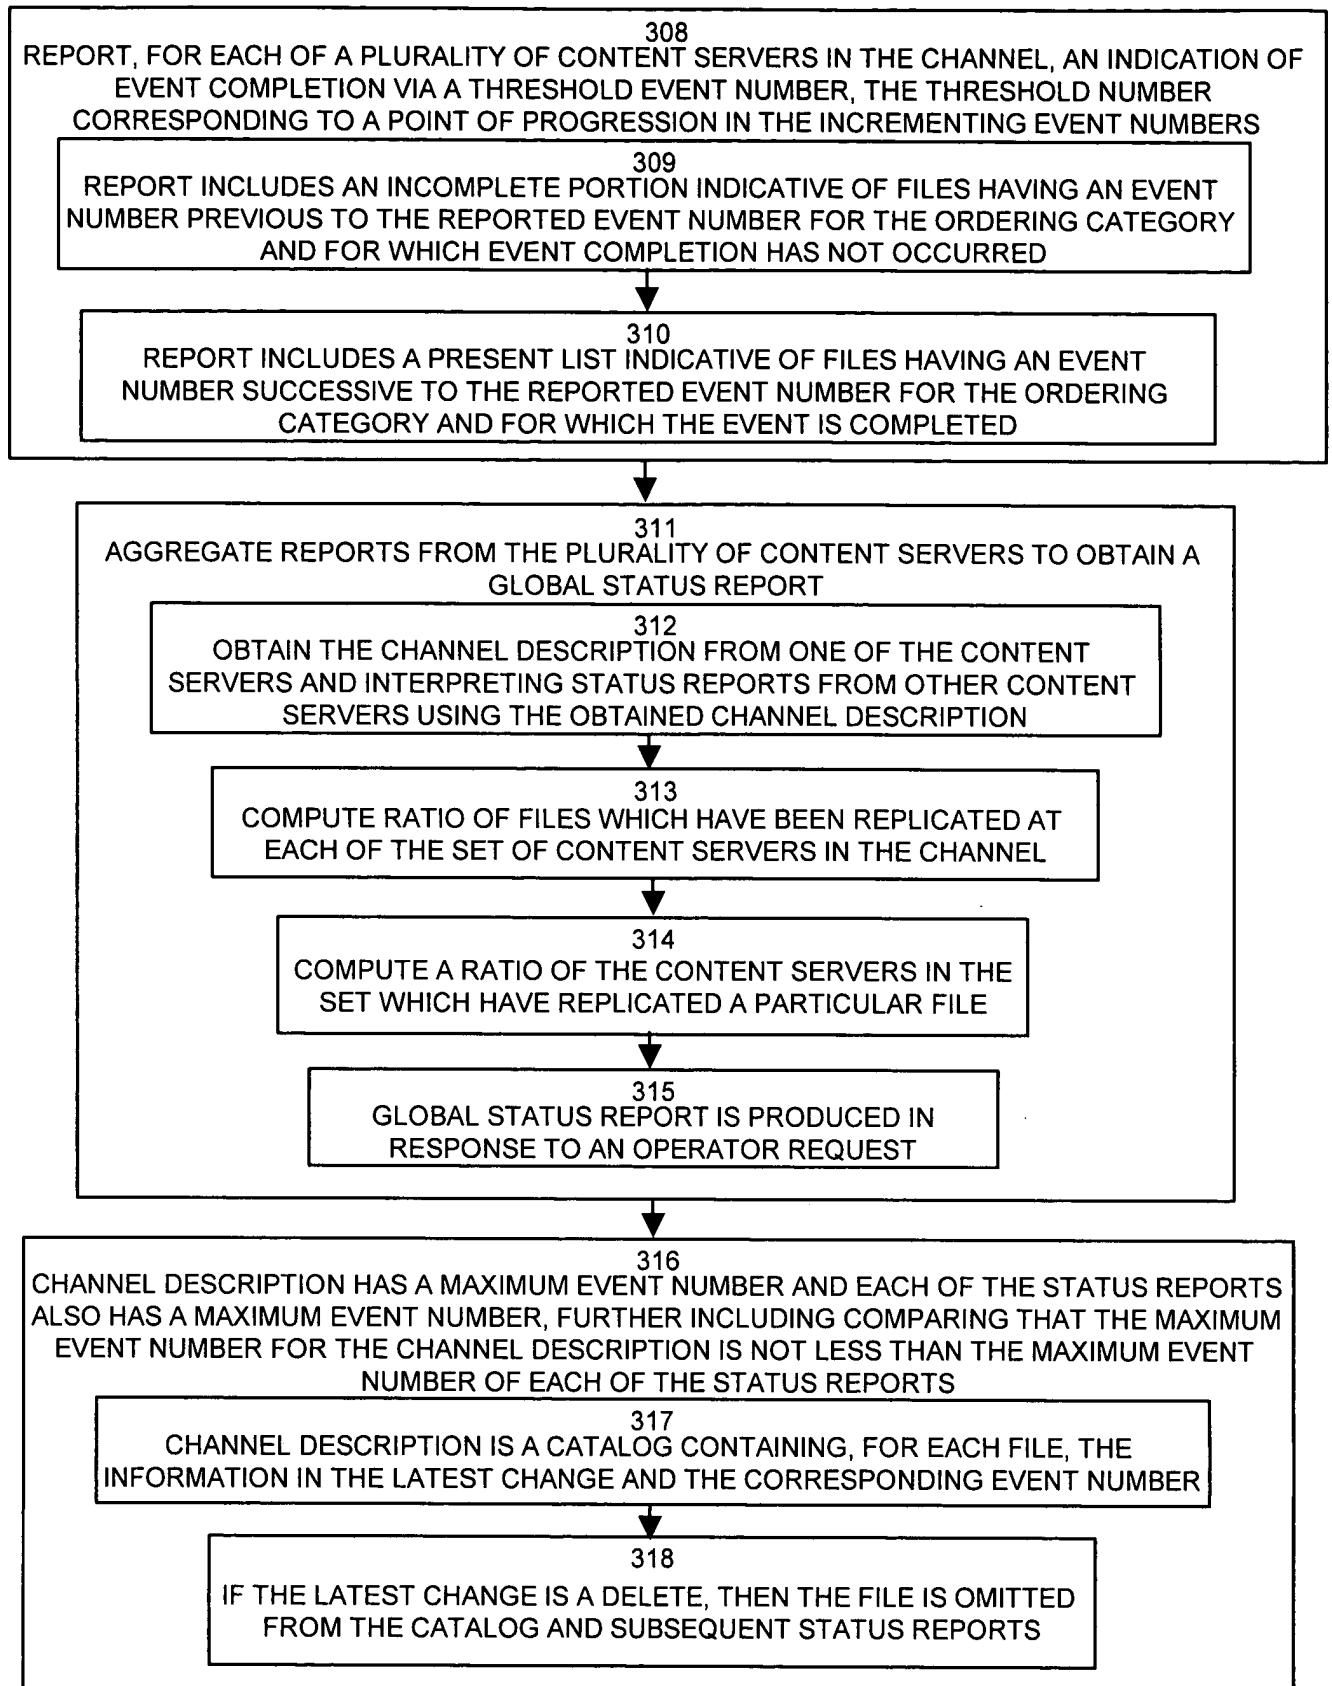 308
REPORT, FOR EACH OF A PLURALITY OF CONTENT SERVERS IN THE CHANNEL, AN INDICATION OF
EVENT COMPLETION VIA A THRESHOLD EVENT NUMBER, THE THRESHOLD NUMBER
CORRESPONDING TO A POINT OF PROGRESSION IN THE INCREMENTING EVENT NUMBERS
309
REPORT INCLUDES AN INCOMPLETE PORTION INDICATIVE OF FILES HAVING AN EVENT
NUMBER PREVIOUS TO THE REPORTED EVENT NUMBER FOR THE ORDERING CATEGORY
AND FOR WHICH EVENT COMPLETION HAS NOT OCCURRED
310
REPORT INCLUDES A PRESENT LIST INDICATIVE OF FILES HAVING AN EVENT
NUMBER SUCCESSIVE TO THE REPORTED EVENT NUMBER FOR THE ORDERING
CATEGORY AND FOR WHICH THE EVENT IS COMPLETED
311
AGGREGATE REPORTS FROM THE PLURALITY OF CONTENT SERVERS TO OBTAIN A
GLOBAL STATUS REPORT
312
OBTAIN THE CHANNEL DESCRIPTION FROM ONE OF THE CONTENT
SERVERS AND INTERPRETING STATUS REPORTS FROM OTHER CONTENT
SERVERS USING THE OBTAINED CHANNEL DESCRIPTION
313
COMPUTE RATIO OF FILES WHICH HAVE BEEN REPLICATED AT
EACH OF THE SET OF CONTENT SERVERS IN THE CHANNEL
314
COMPUTE A RATIO OF THE CONTENT SERVERS IN THE
SET WHICH HAVE REPLICATED A PARTICULAR FILE
315
GLOBAL STATUS REPORT IS PRODUCED IN
RESPONSE TO AN OPERATOR REQUEST
316
CHANNEL DESCRIPTION HAS A MAXIMUM EVENT NUMBER AND EACH OF THE STATUS REPORTS
ALSO HAS A MAXIMUM EVENT NUMBER, FURTHER INCLUDING COMPARING THAT THE MAXIMUM
EVENT NUMBER FOR THE CHANNEL DESCRIPTION IS NOT LESS THAN THE MAXIMUM EVENT
NUMBER OF EACH OF THE STATUS REPORTS
317
CHANNEL DESCRIPTION IS A CATALOG CONTAINING, FOR EACH FILE, THE
INFORMATION IN THE LATEST CHANGE AND THE CORRESPONDING EVENT NUMBER
318
IF THE LATEST CHANGE IS A DELETE, THEN THE FILE IS OMITTED
FROM THE CATALOG AND SUBSEQUENT STATUS REPORTS